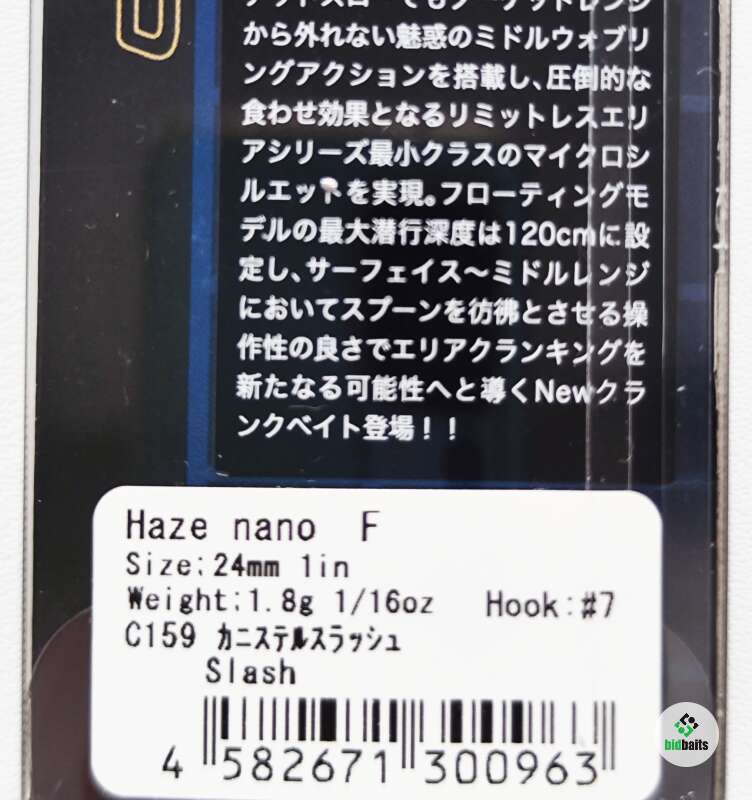 から外れない魅惑のミドルウォブリ
ングアクションを搭載し、圧倒的な
食わせ効果となるリミットレスエリ
アシリーズ最小クラスのマイクロシ
ルエットを実現。フローティングモ
デルの最大潜行深度は120cmに設
定し、サーフェイス～ミドルレンジ
においてスプーンを彷彿とさせる操
作性の良さでエリアクランキングを
新たなる可能性へと導くNewクラ
ンクベイト登場！！
Haze nano F
Size:24mm 1in
Weight:1.8g 1/16oz Hook:#7
C159 カニステルスラッシュ
Slash
4 582671 300963
bidbaits